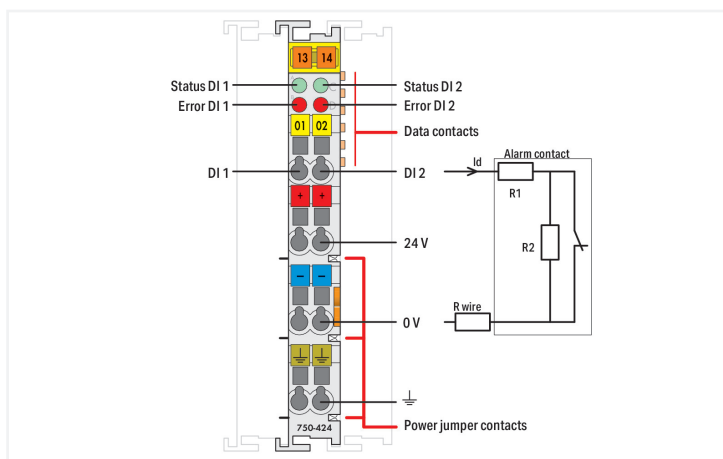 13 14
Status DI 1
Status DI 2
C
Error DI 1
Error DI 2
D
01 02
Data contacts
Id
Alarm contact
DI 1
DI 2
R1
+ +
R2
24 V
– –
R wire
0 V
750-424
Power jumper contacts